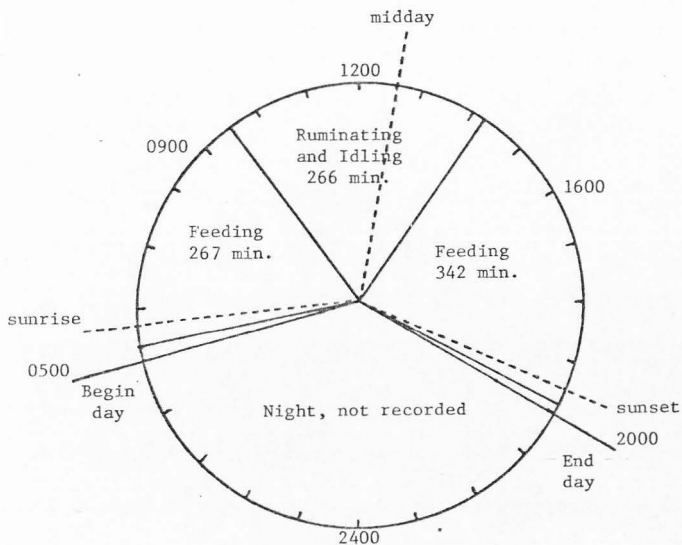 midday
1200
Ruminating
and Idling
266 min.
0900
1600
Feeding
267 min.
Feeding
342 min.
sunrise
0500
Begin
day
Night, not recorded
sunset
2000
End
day
2400